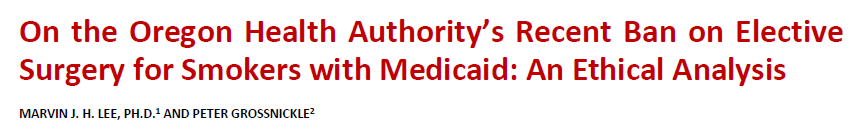 On the Oregon Health Authority’s Recent Ban on Elective
Surgery for Smokers with Medicaid: An Ethical Analysis
MARVIN J. H. LEE, PH.D.¹ AND PETER GROSSNICKLE²